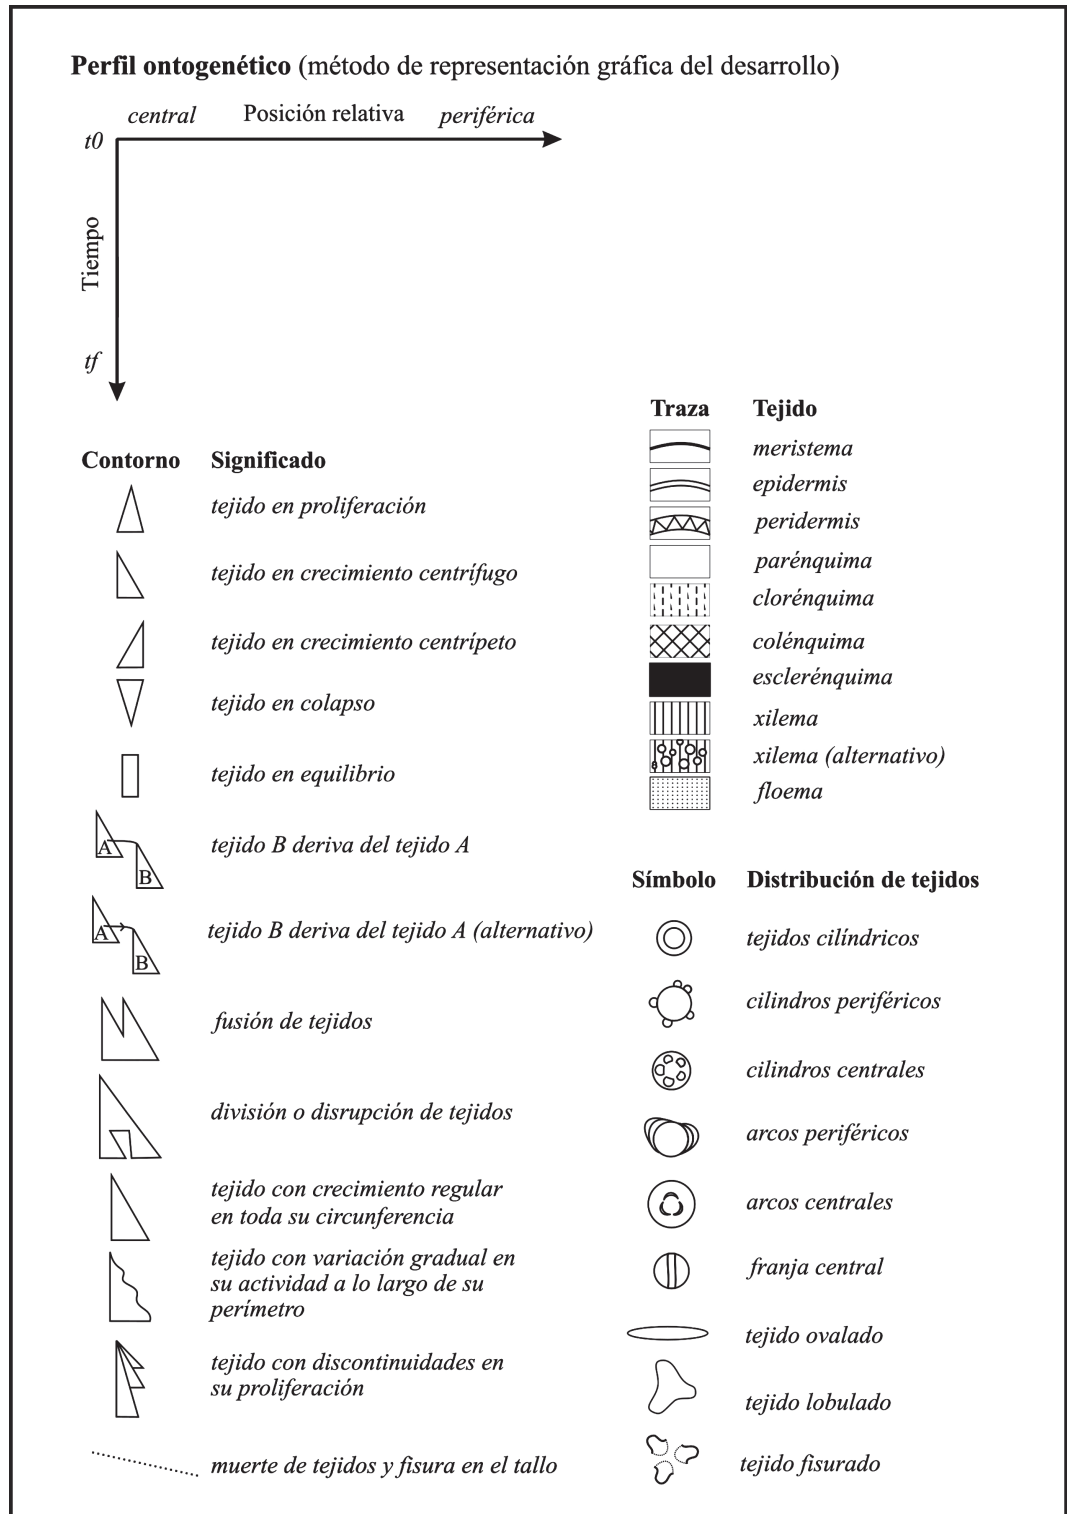 Perfil ontogenético (método de representación gráfica del desarrollo)
central Posición relativa periférica
t0
Tiempo
tf
Contorno Significado
tejido en proliferación
tejido en crecimiento centrífugo
tejido en crecimiento centrípeto
tejido en colapso
tejido en equilibrio
A
B
tejido B deriva del tejido A
A
B
tejido B deriva del tejido A (alternativo)
fusión de tejidos
división o disrupción de tejidos
tejido con crecimiento regular
en toda su circunferencia
tejido con variación gradual en
su actividad a lo largo de su
perímetro
tejido con discontinuidades en
su proliferación
muerte de tejidos y fisura en el tallo
Traza Tejido
meristema
epidermis
peridermis
parénquima
clorénquima
colénquima
esclerénquima
xilema
xilema (alternativo)
floema
Símbolo Distribución de tejidos
tejidos cilíndricos
cilindros periféricos
cilindros centrales
arcos periféricos
arcos centrales
franja central
tejido ovalado
tejido lobulado
tejido fisurado